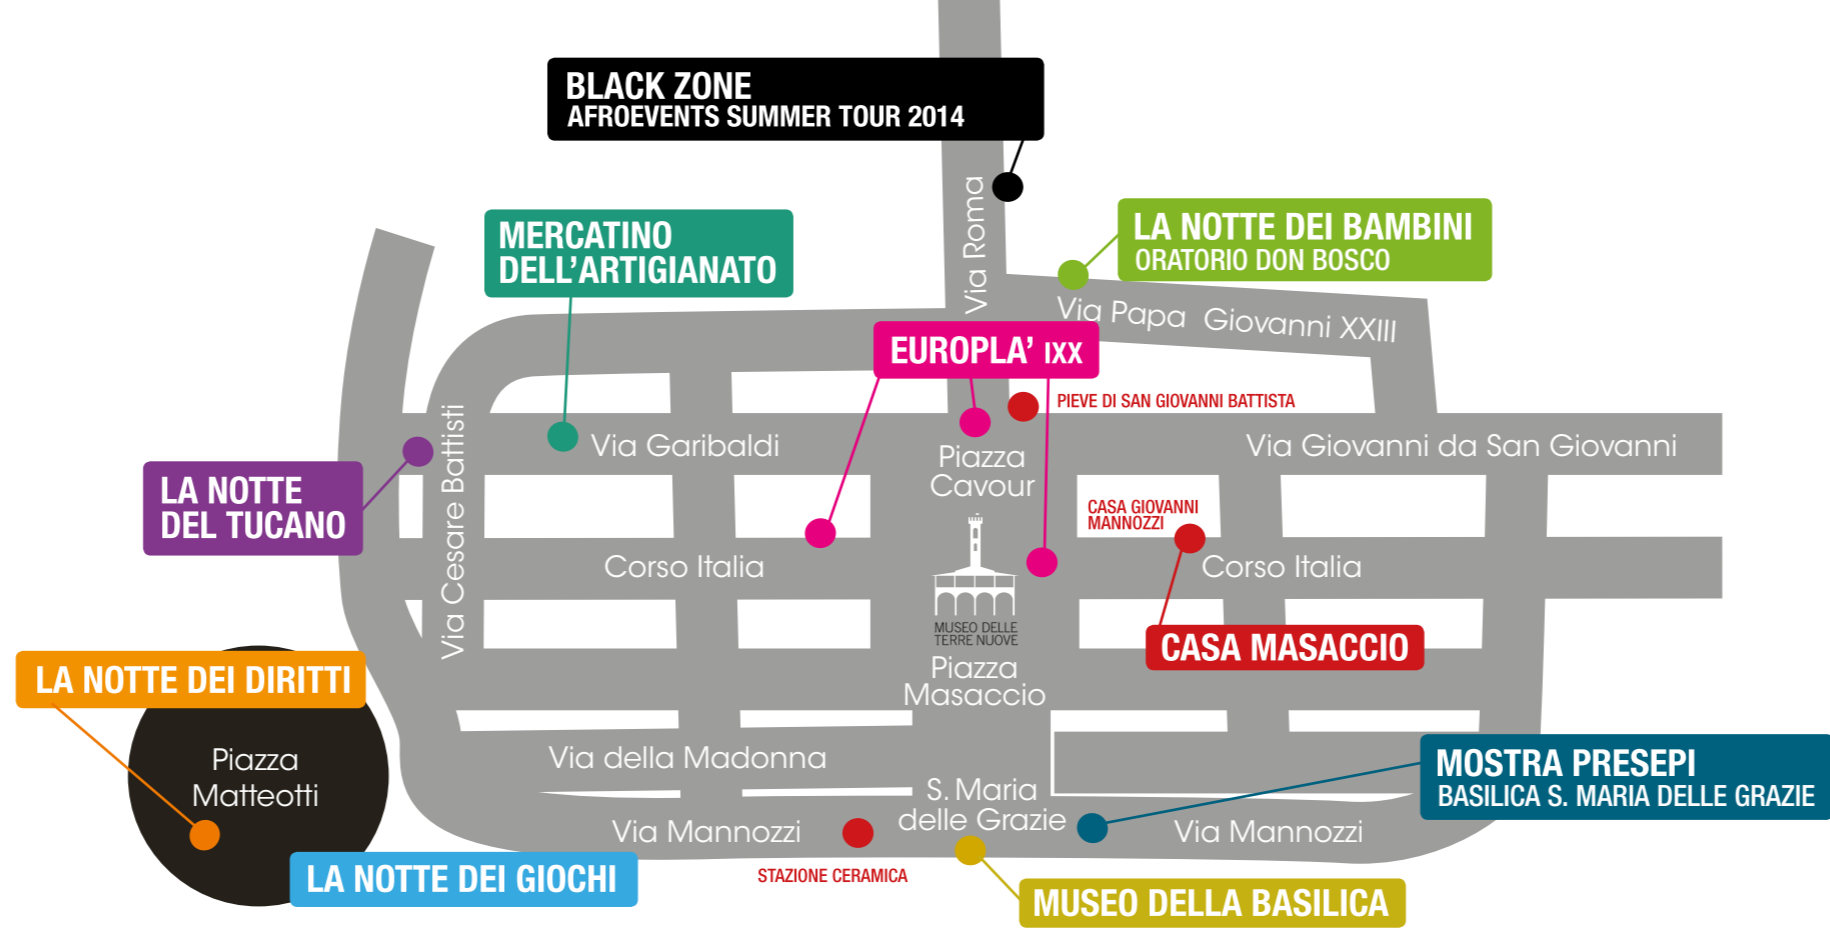 BLACK ZONE
AFROEVENTS SUMMER TOUR 2014
Via Roma
MERCATINO
DELL'ARTIGIANATO
LA NOTTE DEI BAMBINI
ORATORIO DON BOSCO
Via Papa Giovanni XXIII
EUROPLA' IXX
PIEVE DI SAN GIOVANNI BATTISTA
Via Garibaldi
Piazza
Cavour
Via Giovanni da San Giovanni
Via Cesare Battisti
LA NOTTE
DEL TUCANO
CASA GIOVANNI
MANNOZZI
Corso Italia
Corso Italia
MUSEO DELLE
TERRE NUOVE
CASA MASACCIO
Piazza
Masaccio
LA NOTTE DEI DIRITTI
Piazza
Matteotti
Via della Madonna
MOSTRA PRESEPI
BASILICA S. MARIA DELLE GRAZIE
S. Maria
delle Grazie
Via Mannozzi
Via Mannozzi
STAZIONE CERAMICA
LA NOTTE DEI GIOCHI
MUSEO DELLA BASILICA